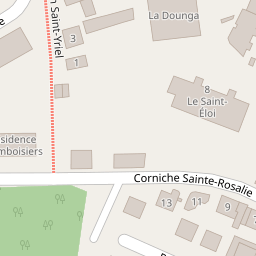 La Dounga
n Saint-Yriel
3
1
8
Le Saint-
Éloi
sidence
mboisiers
Corniche Sainte-Rosalie
13
11
9